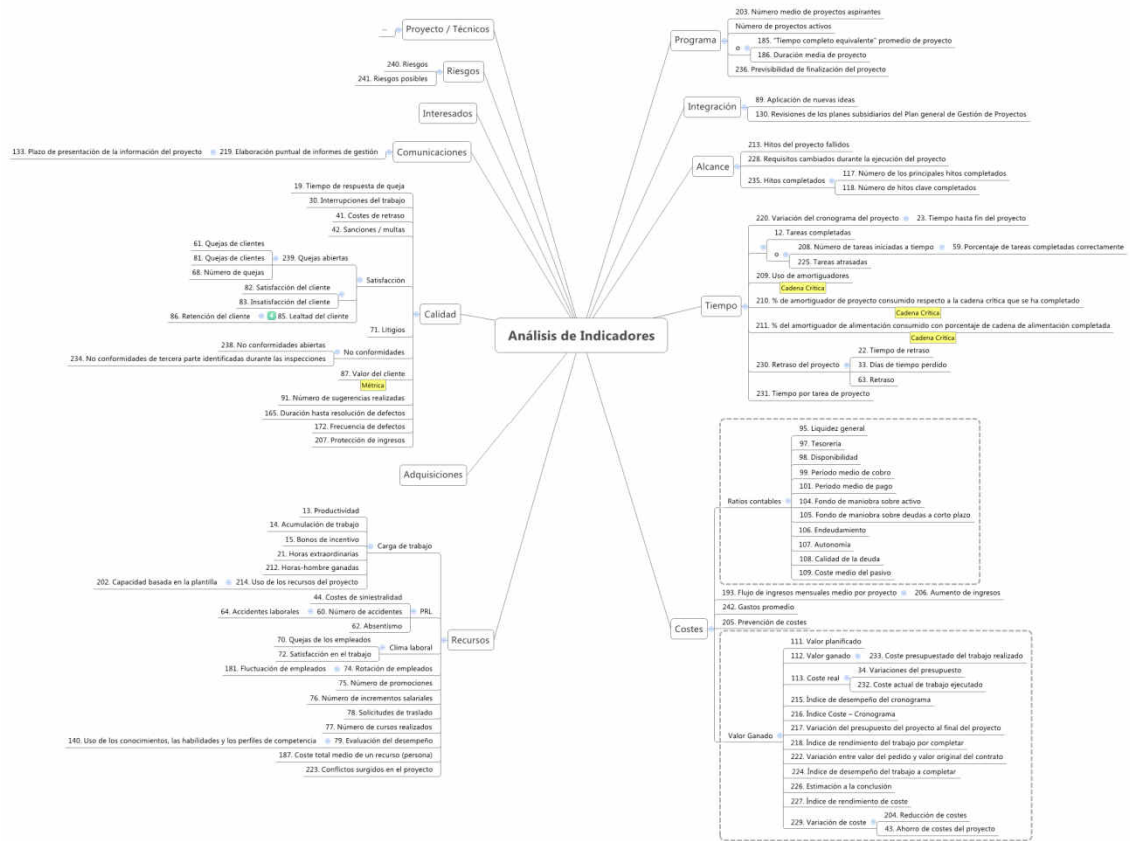 Análisis de Indicadores
Proyecto / Técnicos
...
Riesgos
240. Riesgos
241. Riesgos posibles
Interesados
Comunicaciones
219. Elaboración puntual de informes de gestión
133. Plazo de presentación de la información del proyecto
Calidad
19. Tiempo de respuesta de queja
30. Interrupciones del trabajo
41. Costes de retraso
42. Sanciones / multas
Satisfacción
239. Quejas abiertas
61. Quejas de clientes
81. Quejas de clientes
68. Número de quejas
82. Satisfacción del cliente
83. Insatisfacción del cliente
85. Lealtad del cliente
86. Retención del cliente
71. Litigios
No conformidades
238. No conformidades abiertas
234. No conformidades de tercera parte identificadas durante las inspecciones
87. Valor del cliente
Métrica
91. Número de sugerencias realizadas
165. Duración hasta resolución de defectos
172. Frecuencia de defectos
207. Protección de ingresos
Adquisiciones
Recursos
Carga de trabajo
13. Productividad
14. Acumulación de trabajo
15. Bonos de incentivo
21. Horas extraordinarias
212. Horas-hombre ganadas
214. Uso de los recursos del proyecto
202. Capacidad basada en la plantilla
PRL
44. Costes de siniestralidad
60. Número de accidentes
64. Accidentes laborales
62. Absentismo
Clima laboral
70. Quejas de los empleados
72. Satisfacción en el trabajo
74. Rotación de empleados
181. Fluctuación de empleados
75. Número de promociones
76. Número de incrementos salariales
78. Solicitudes de traslado
77. Número de cursos realizados
79. Evaluación del desempeño
140. Uso de los conocimientos, las habilidades y los perfiles de competencia
187. Coste total medio de un recurso (persona)
223. Conflictos surgidos en el proyecto
Programa
203. Número medio de proyectos aspirantes
Número de proyectos activos
o
185. "Tiempo completo equivalente" promedio de proyecto
186. Duración media de proyecto
236. Previsibilidad de finalización del proyecto
Integración
89. Aplicación de nuevas ideas
130. Revisiones de los planes subsidiarios del Plan general de Gestión de Proyectos
Alcance
213. Hitos del proyecto fallidos
228. Requisitos cambiados durante la ejecución del proyecto
235. Hitos completados
117. Número de los principales hitos completados
118. Número de hitos clave completados
Tiempo
220. Variación del cronograma del proyecto
23. Tiempo hasta fin del proyecto
12. Tareas completadas
o
208. Número de tareas iniciadas a tiempo
59. Porcentaje de tareas completadas correctamente
225. Tareas atrasadas
209. Uso de amortiguadores
Cadena Crítica
210. % de amortiguador de proyecto consumido respecto a la cadena crítica que se ha completado
Cadena Crítica
211. % del amortiguador de alimentación consumido con porcentaje de cadena de alimentación completada
Cadena Crítica
230. Retraso del proyecto
22. Tiempo de retraso
33. Días de tiempo perdido
63. Retraso
231. Tiempo por tarea de proyecto
Costes
Ratios contables
95. Liquidez general
97. Tesorería
98. Disponibilidad
99. Período medio de cobro
101. Período medio de pago
104. Fondo de maniobra sobre activo
105. Fondo de maniobra sobre deudas a corto plazo
106. Endeudamiento
107. Autonomía
108. Calidad de la deuda
109. Coste medio del pasivo
193. Flujo de ingresos mensuales medio por proyecto
206. Aumento de ingresos
242. Gastos promedio
205. Prevención de costes
Valor Ganado
111. Valor planificado
112. Valor ganado
233. Coste presupuestado del trabajo realizado
113. Coste real
34. Variaciones del presupuesto
232. Coste actual de trabajo ejecutado
215. Índice de desempeño del cronograma
216. Índice Coste – Cronograma
217. Variación del presupuesto del proyecto al final del proyecto
218. Índice de rendimiento del trabajo por completar
222. Variación entre valor del pedido y valor original del contrato
224. Índice de desempeño del trabajo a completar
226. Estimación a la conclusión
227. Índice de rendimiento de coste
229. Variación de coste
204. Reducción de costes
43. Ahorro de costes del proyecto